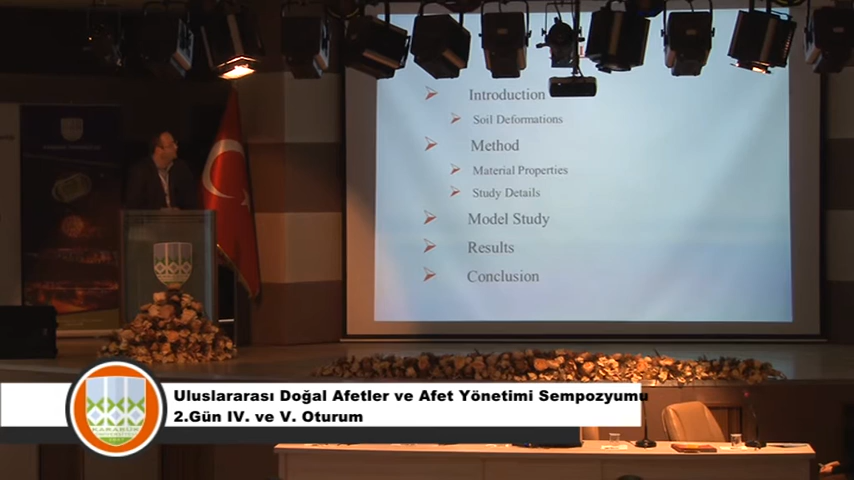 Introduction
Soil Deformations
Method
Material Properties
Study Details
Model Study
Results
Conclusion
Uluslararası Doğal Afetler ve Afet Yönetimi Sempozyumu
2.Gün IV. ve V. Oturum
KARABÜK